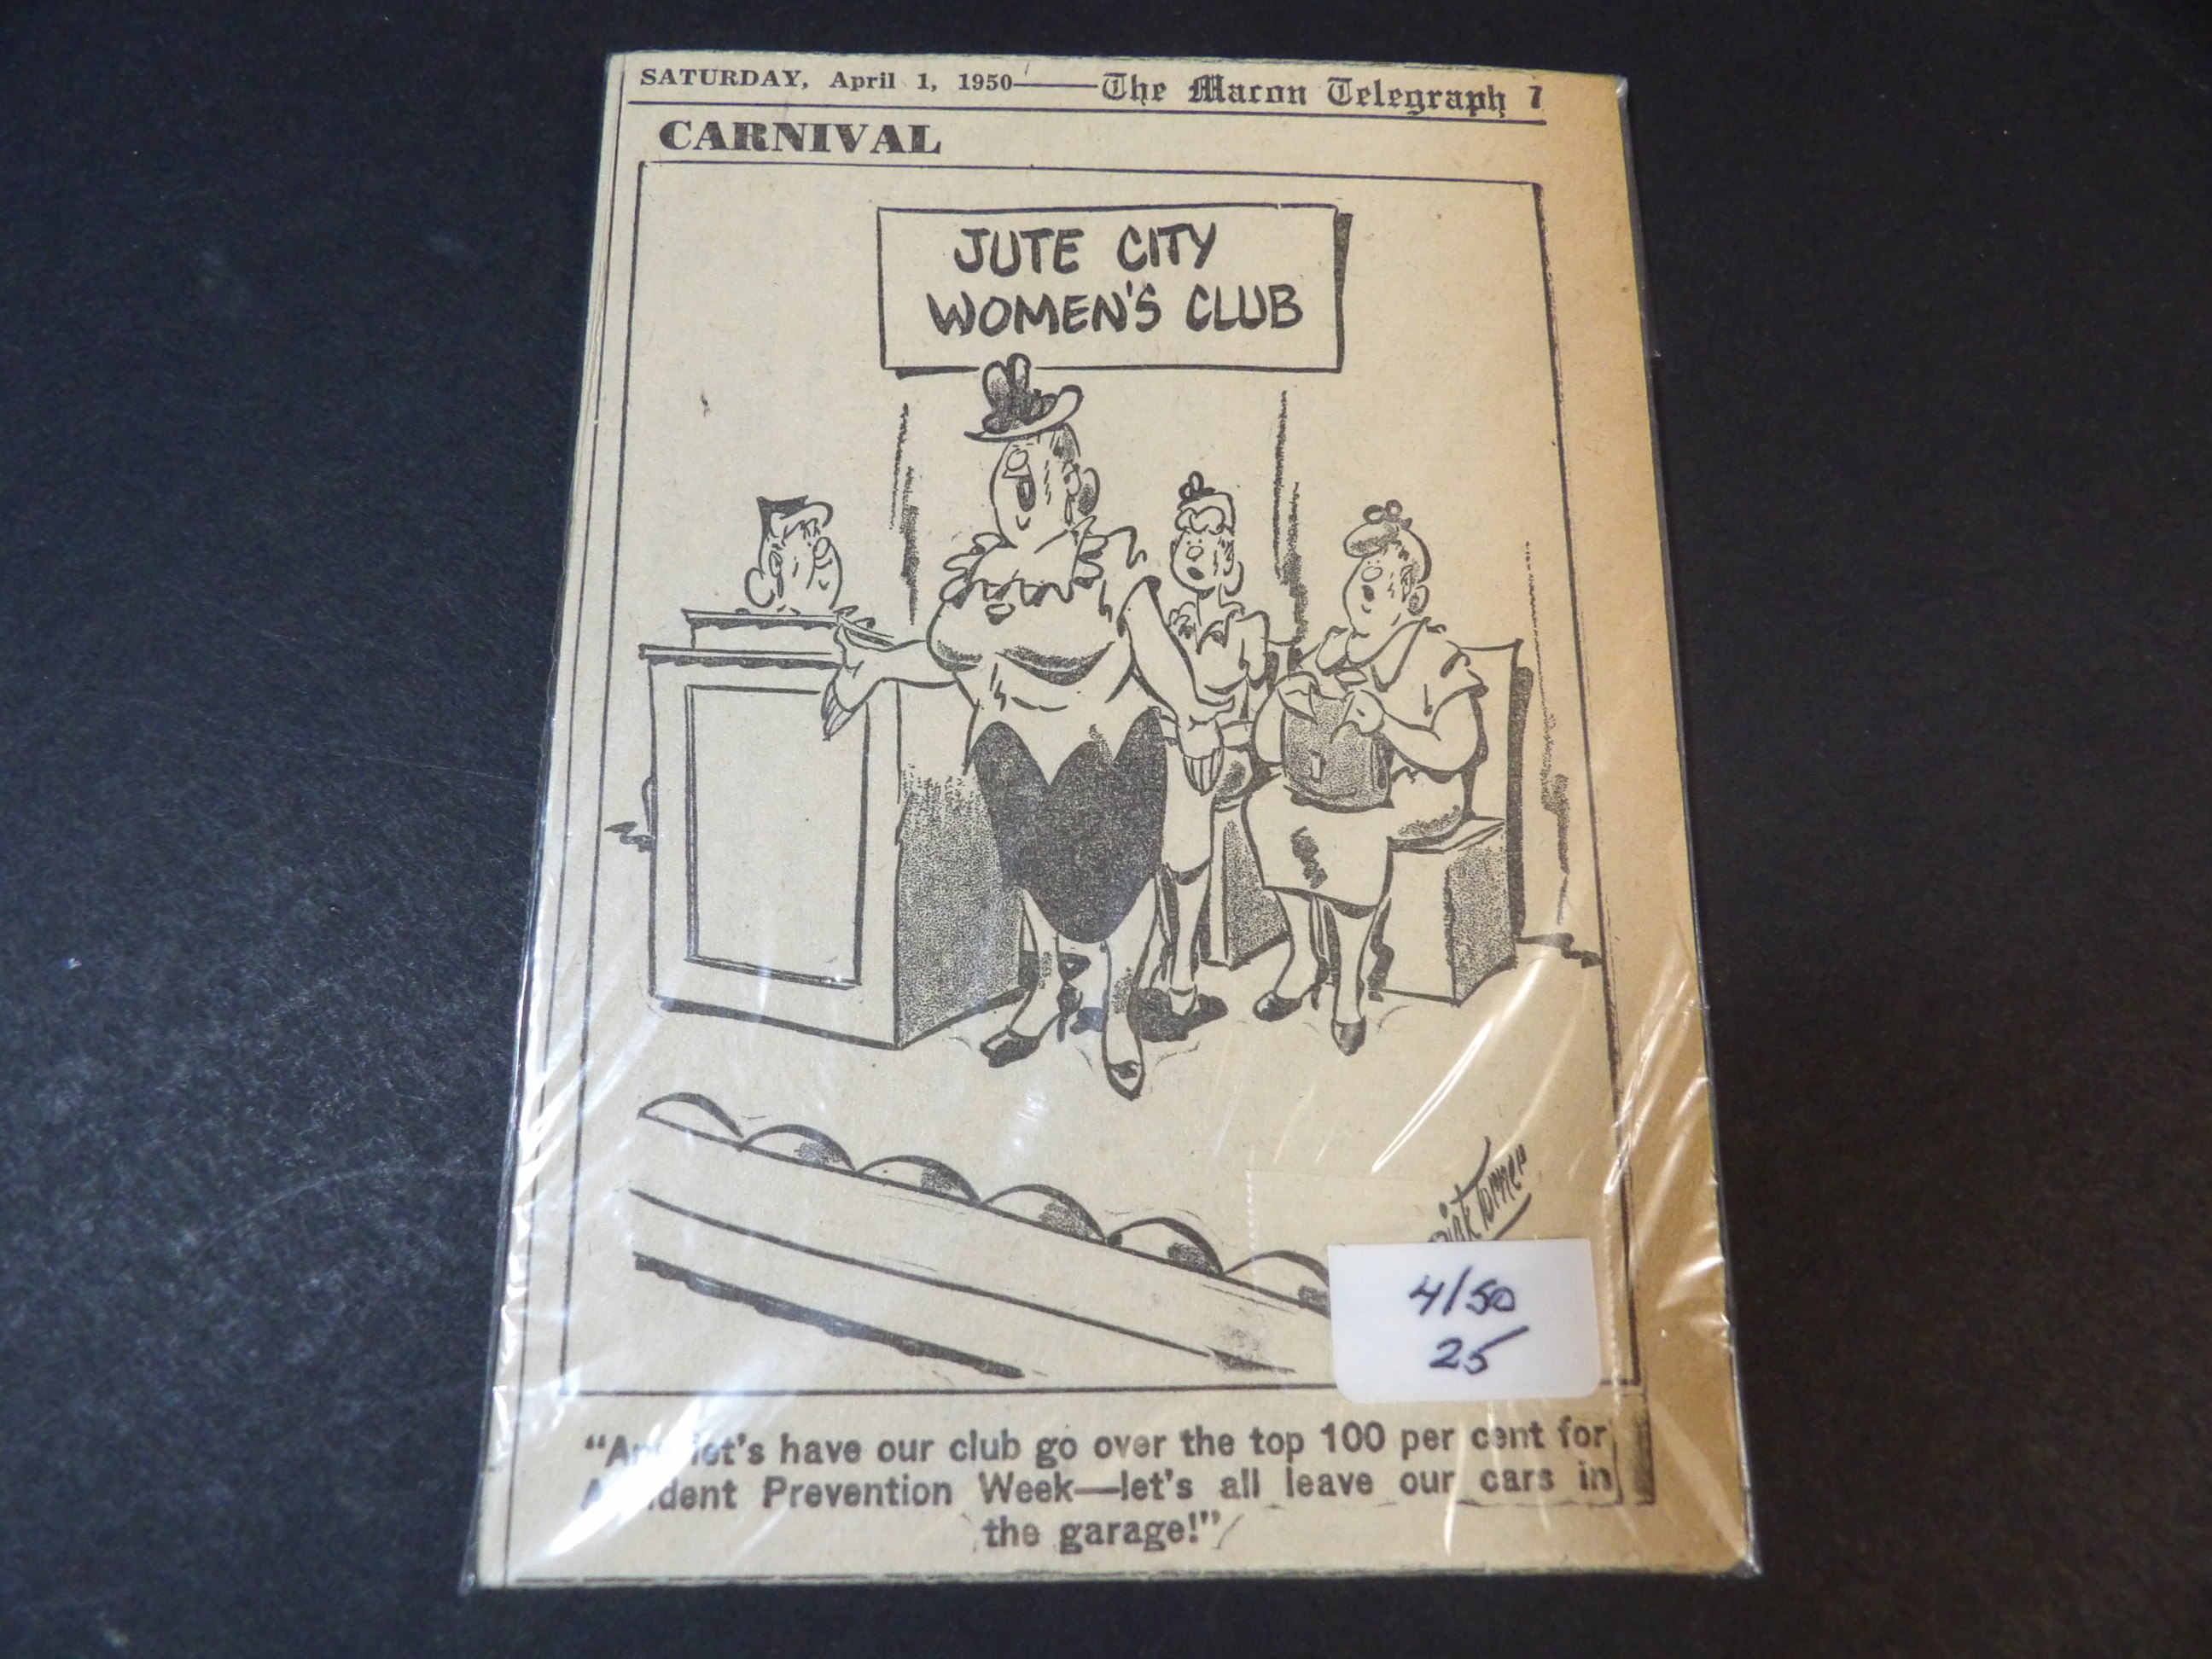 SATURDAY, April 1, 1950——The Macon Telegraph 7
CARNIVAL
JUTE CITY
WOMEN'S CLUB
Dick Turner
4/50
25
let's have our club go over the top 100 per cent for
Prevention Week—let's all leave our cars in
the garage!"